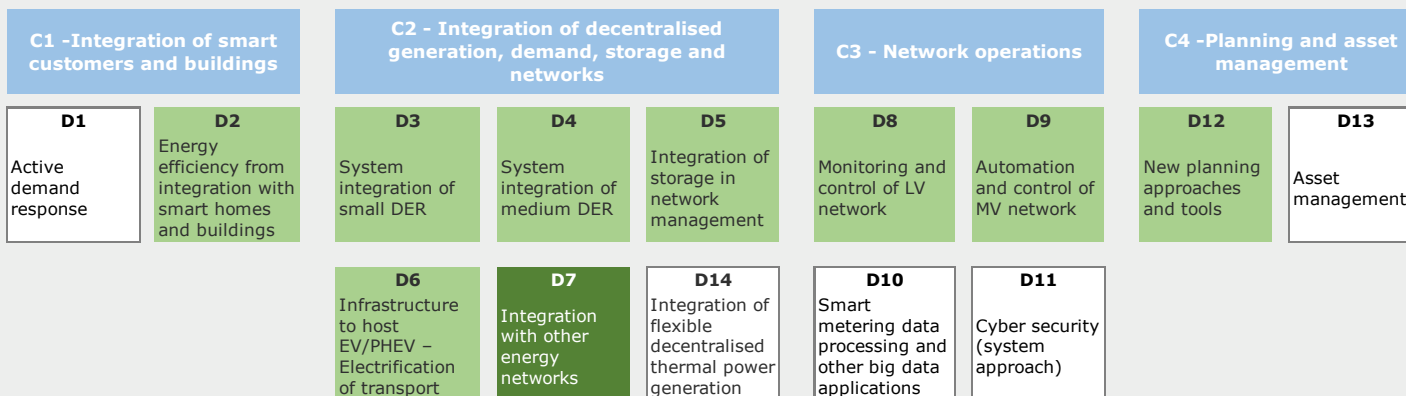 C1 -Integration of smart
customers and buildings
C2 - Integration of decentralised
generation, demand, storage and
networks
C3 - Network operations
C4 -Planning and asset
management
D1
Active
demand
response
D2
Energy
efficiency from
integration with
smart homes
and buildings
D3
System
integration of
small DER
D4
System
integration of
medium DER
D5
Integration of
storage in
network
management
D8
Monitoring and
control of LV
network
D9
Automation
and control of
MV network
D12
New planning
approaches
and tools
D13
Asset
management
D6
Infrastructure
to host
EV/PHEV –
Electrification
of transport
D7
Integration
with other
energy
networks
D14
Integration of
flexible
decentralised
thermal power
generation
D10
Smart
metering data
processing and
other big data
applications
D11
Cyber security
(system
approach)